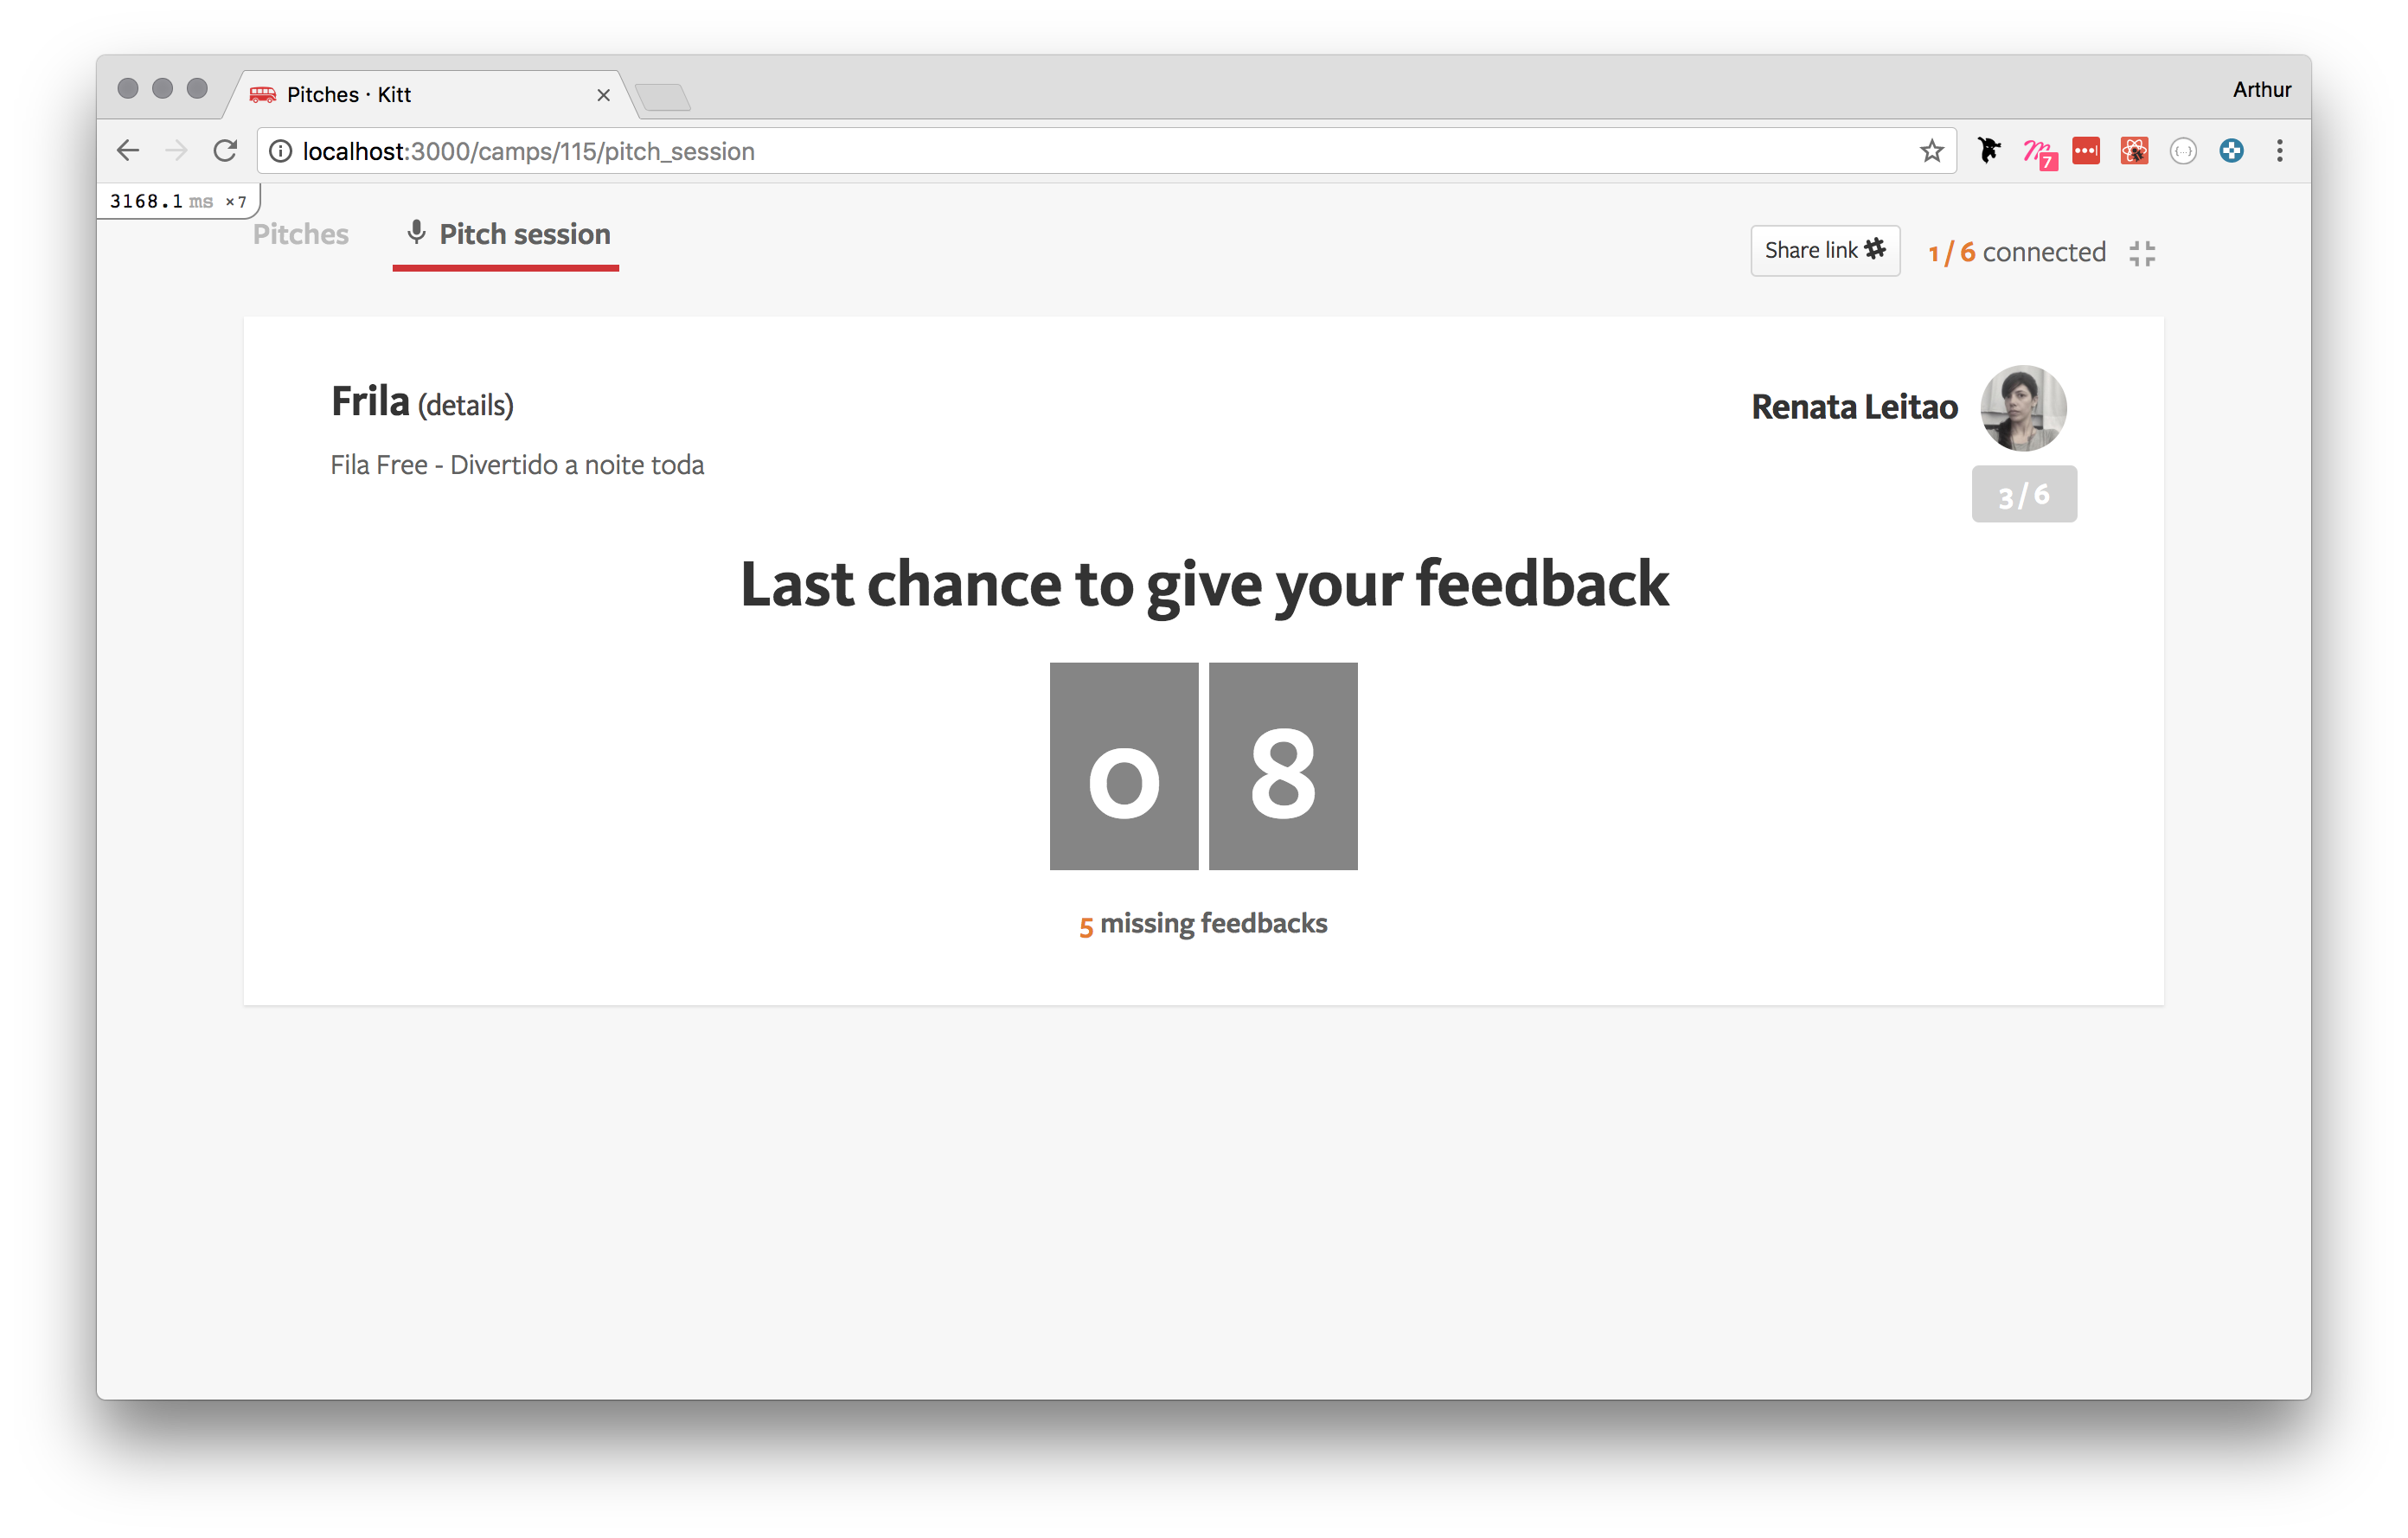 Pitches · Kitt
Arthur
localhost:3000/camps/115/pitch_session
7
3168.1 ms ×7
Pitches
Pitch session
Share link
1 / 6 connected
Frila (details)
Renata Leitao
Fila Free - Divertido a noite toda
3 / 6
Last chance to give your feedback
0 8
5 missing feedbacks